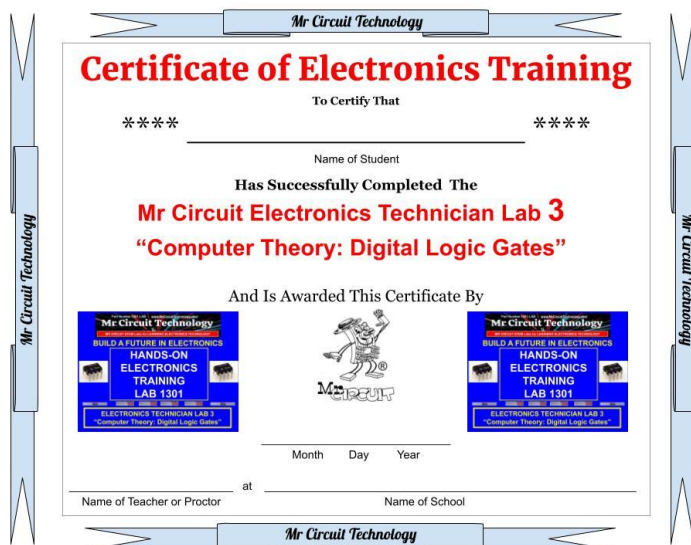 Mr Circuit Technology
Certificate of Electronics Training
To Certify That
**** ****
Name of Student
Has Successfully Completed The
Mr Circuit Electronics Technician Lab 3
“Computer Theory: Digital Logic Gates”
And Is Awarded This Certificate By
Mr Circuit Technology
BUILD A FUTURE IN ELECTRONICS
HANDS-ON
ELECTRONICS
TRAINING
LAB 1301
ELECTRONICS TECHNICIAN LAB 3
“Computer Theory: Digital Logic Gates”
®
Mr CIRCUIT
Mr Circuit Technology
BUILD A FUTURE IN ELECTRONICS
HANDS-ON
ELECTRONICS
TRAINING
LAB 1301
ELECTRONICS TECHNICIAN LAB 3
“Computer Theory: Digital Logic Gates”
Month Day Year
at
Name of Teacher or Proctor Name of School
Mr Circuit Technology
Mr Circuit Technology
Mr Circuit Technology